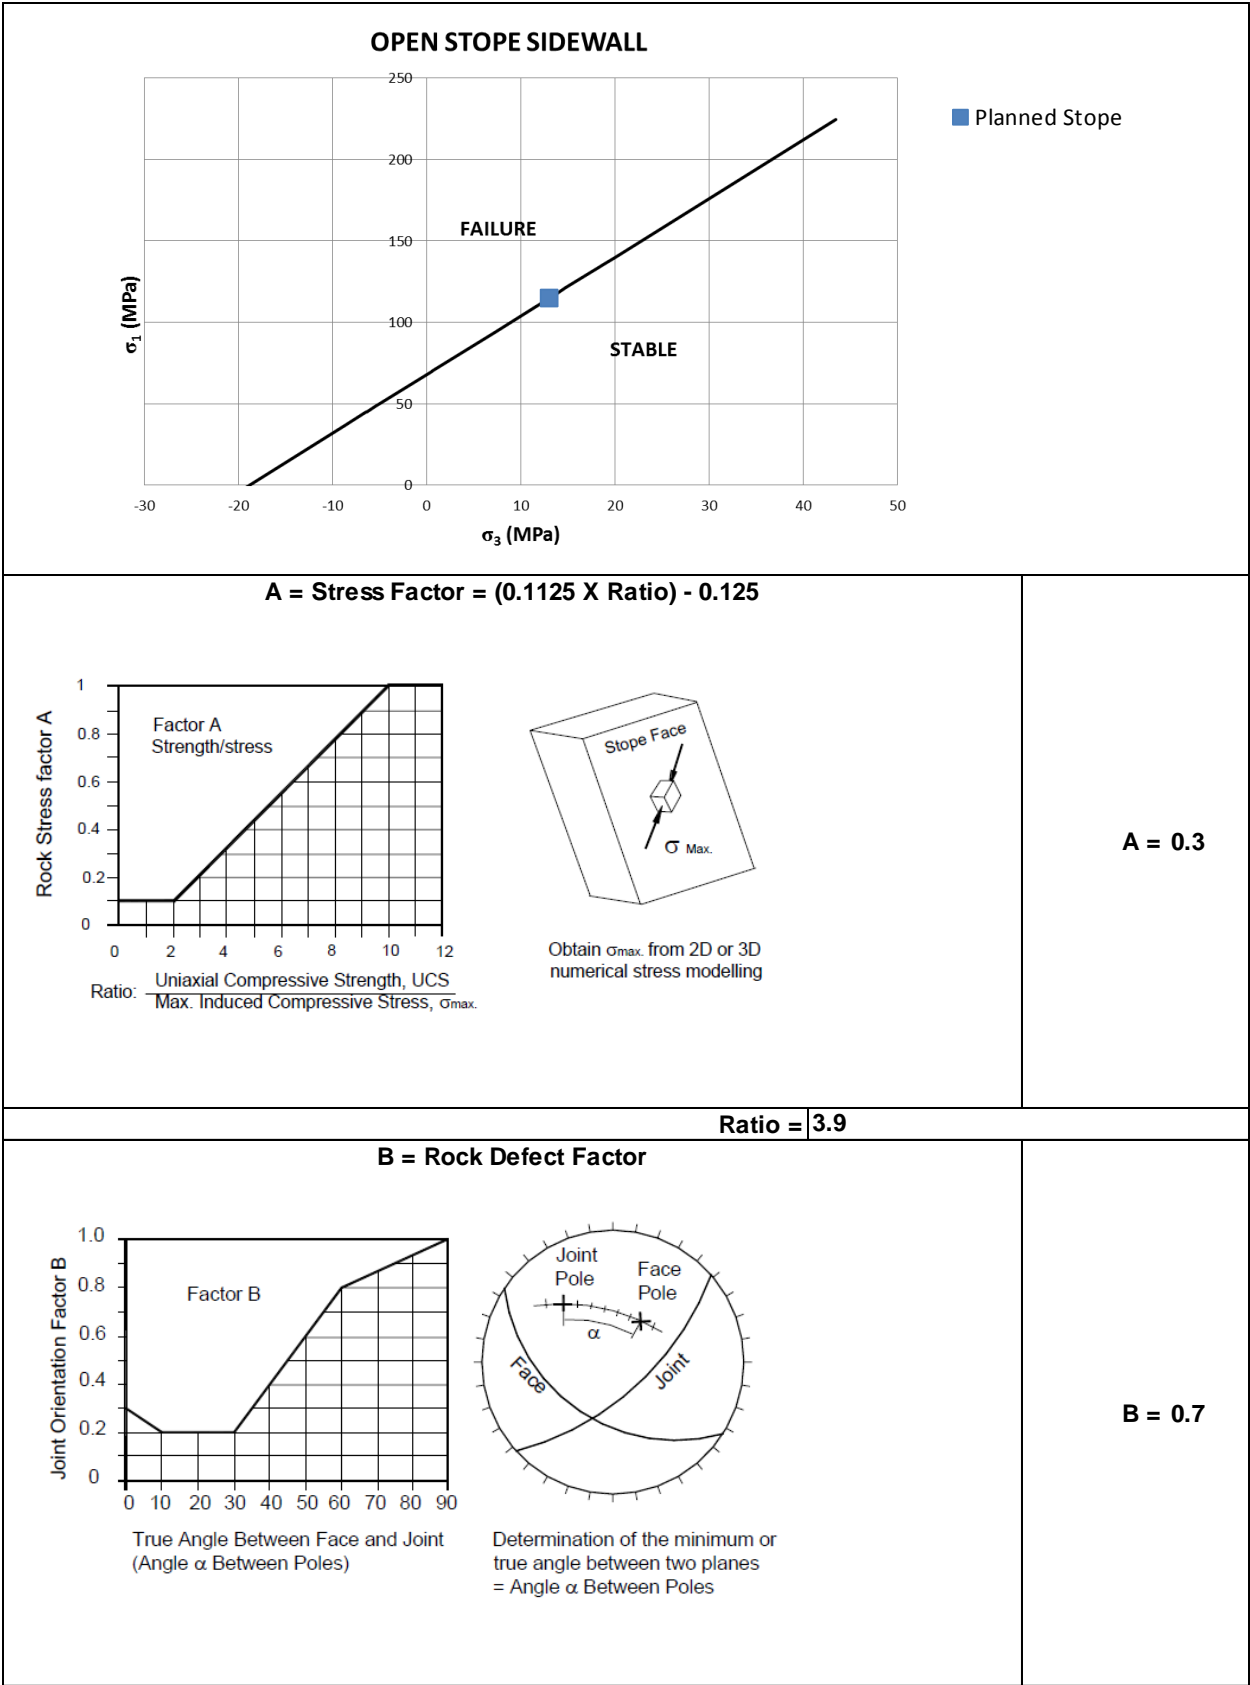 OPEN STOPE SIDEWALL
250
200
150
100
50
0
-30 -20 -10 0 10 20 30 40 50
σ1 (MPa)
σ3 (MPa)
FAILURE
STABLE
Planned Stope
A = Stress Factor = (0.1125 X Ratio) - 0.125
1
0.8
0.6
0.4
0.2
0
Rock Stress factor A
Factor A
Strength/stress
0 2 4 6 8 10 12
Ratio: Uniaxial Compressive Strength, UCS
Max. Induced Compressive Stress, σmax.
Stope Face
σ Max.
Obtain σmax. from 2D or 3D
numerical stress modelling
A = 0.3
Ratio = 3.9
B = Rock Defect Factor
1.0
0.8
0.6
0.4
0.2
0
Joint Orientation Factor B
Factor B
0 10 20 30 40 50 60 70 80 90
True Angle Between Face and Joint
(Angle α Between Poles)
Joint
Pole
Face
Pole
α
Face
Joint
Determination of the minimum or
true angle between two planes
= Angle α Between Poles
B = 0.7